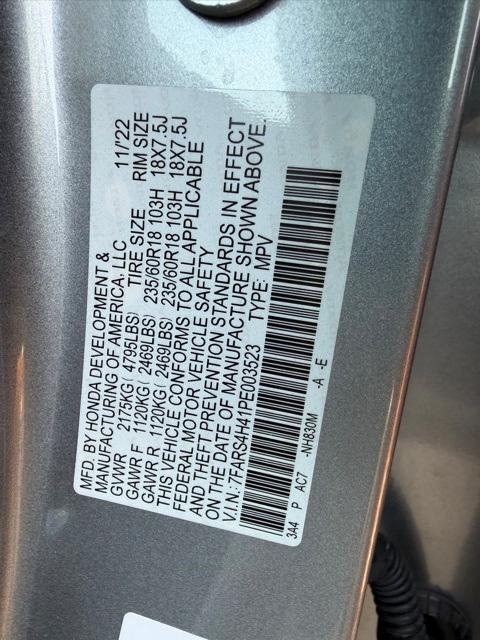 MFD. BY HONDA DEVELOPMENT &
MANUFACTURING OF AMERICA, LLC 11/'22
GVWR 2175KG ( 4795LBS) TIRE SIZE RIM SIZE
GAWR F 1120KG ( 2469LBS) 235/60R18 103H 18X7.5J
GAWR R 1120KG ( 2469LBS) 235/60R18 103H 18X7.5J
THIS VEHICLE CONFORMS TO ALL APPLICABLE
FEDERAL MOTOR VEHICLE SAFETY
AND THEFT PREVENTION STANDARDS IN EFFECT
ON THE DATE OF MANUFACTURE SHOWN ABOVE.
V.I.N.:7FARS4H41PE003523 TYPE: MPV
3A4 P AC7 -NH830M -A -E